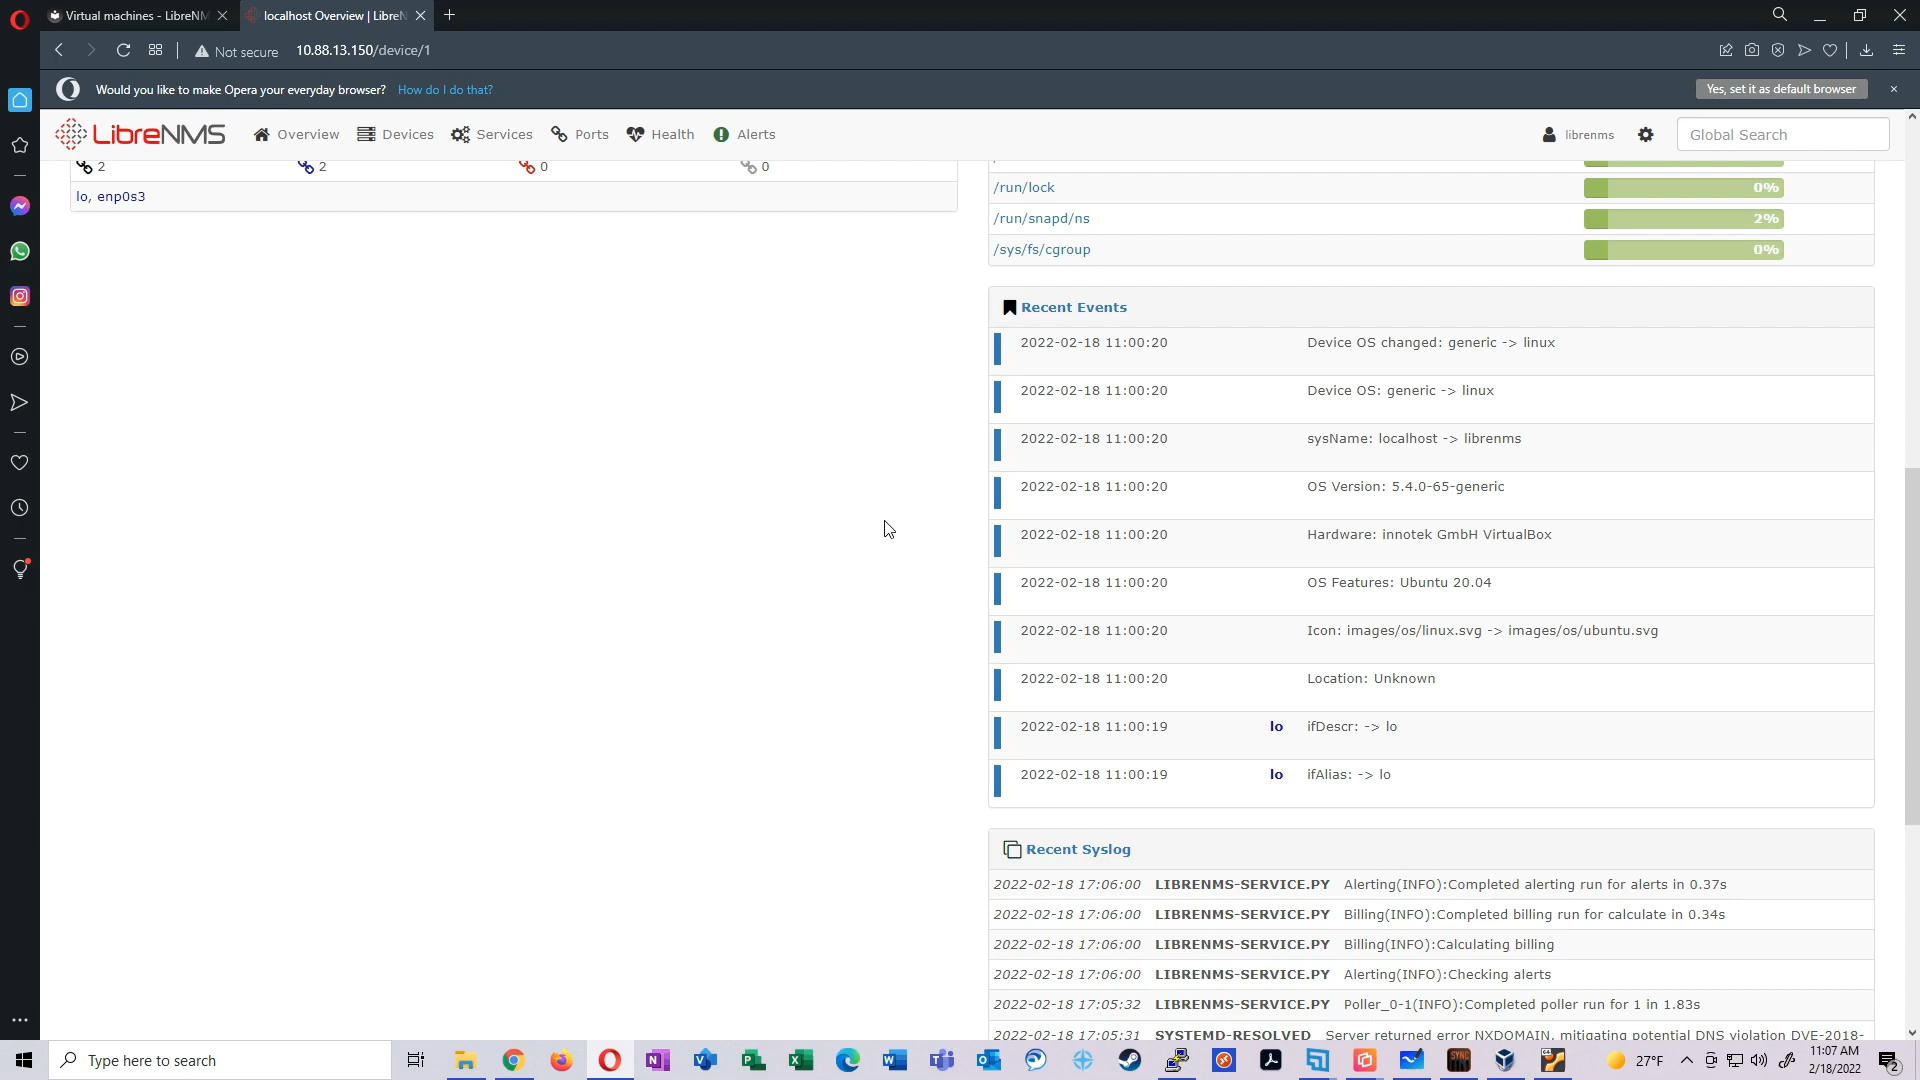 Virtual machines - LibreNM
localhost Overview | LibreN
Not secure
10.88.13.150/device/1
Would you like to make Opera your everyday browser? How do I do that?
Yes, set it as default browser
LibreNMS
Overview
Devices
Services
Ports
Health
Alerts
librenms
Global Search
2
2
0
0
lo, enp0s3
/run/lock 0%
/run/snapd/ns 2%
/sys/fs/cgroup 0%
Recent Events
2022-02-18 11:00:20 Device OS changed: generic -> linux
2022-02-18 11:00:20 Device OS: generic -> linux
2022-02-18 11:00:20 sysName: localhost -> librenms
2022-02-18 11:00:20 OS Version: 5.4.0-65-generic
2022-02-18 11:00:20 Hardware: innotek GmbH VirtualBox
2022-02-18 11:00:20 OS Features: Ubuntu 20.04
2022-02-18 11:00:20 Icon: images/os/linux.svg -> images/os/ubuntu.svg
2022-02-18 11:00:20 Location: Unknown
2022-02-18 11:00:19 lo ifDescr: -> lo
2022-02-18 11:00:19 lo ifAlias: -> lo
Recent Syslog
2022-02-18 17:06:00 LIBRENMS-SERVICE.PY Alerting(INFO):Completed alerting run for alerts in 0.37s
2022-02-18 17:06:00 LIBRENMS-SERVICE.PY Billing(INFO):Completed billing run for calculate in 0.34s
2022-02-18 17:06:00 LIBRENMS-SERVICE.PY Billing(INFO):Calculating billing
2022-02-18 17:06:00 LIBRENMS-SERVICE.PY Alerting(INFO):Checking alerts
2022-02-18 17:05:32 LIBRENMS-SERVICE.PY Poller_0-1(INFO):Completed poller run for 1 in 1.83s
2022-02-18 17:05:31 SYSTEMD-RESOLVED Server returned error NXDOMAIN, mitigating potential DNS violation DVE-2018-
Type here to search
27°F
11:07 AM
2/18/2022
2